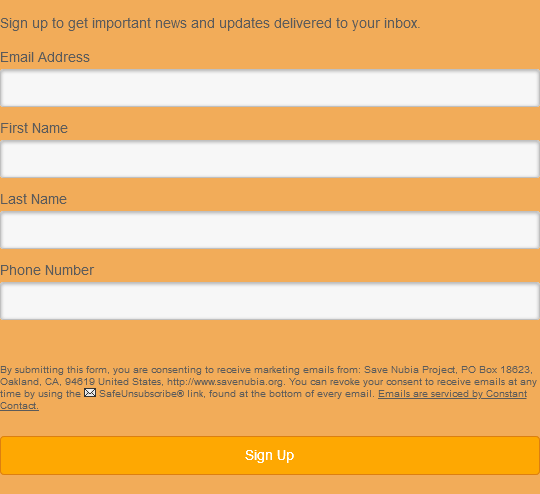 Sign up to get important news and updates delivered to your inbox.
Email Address
First Name
Last Name
Phone Number
By submitting this form, you are consenting to receive marketing emails from: Save Nubia Project, PO Box 18623,
Oakland, CA, 94619 United States, http://www.savenubia.org. You can revoke your consent to receive emails at any
time by using the SafeUnsubscribe® link, found at the bottom of every email. Emails are serviced by Constant
Contact.
Sign Up